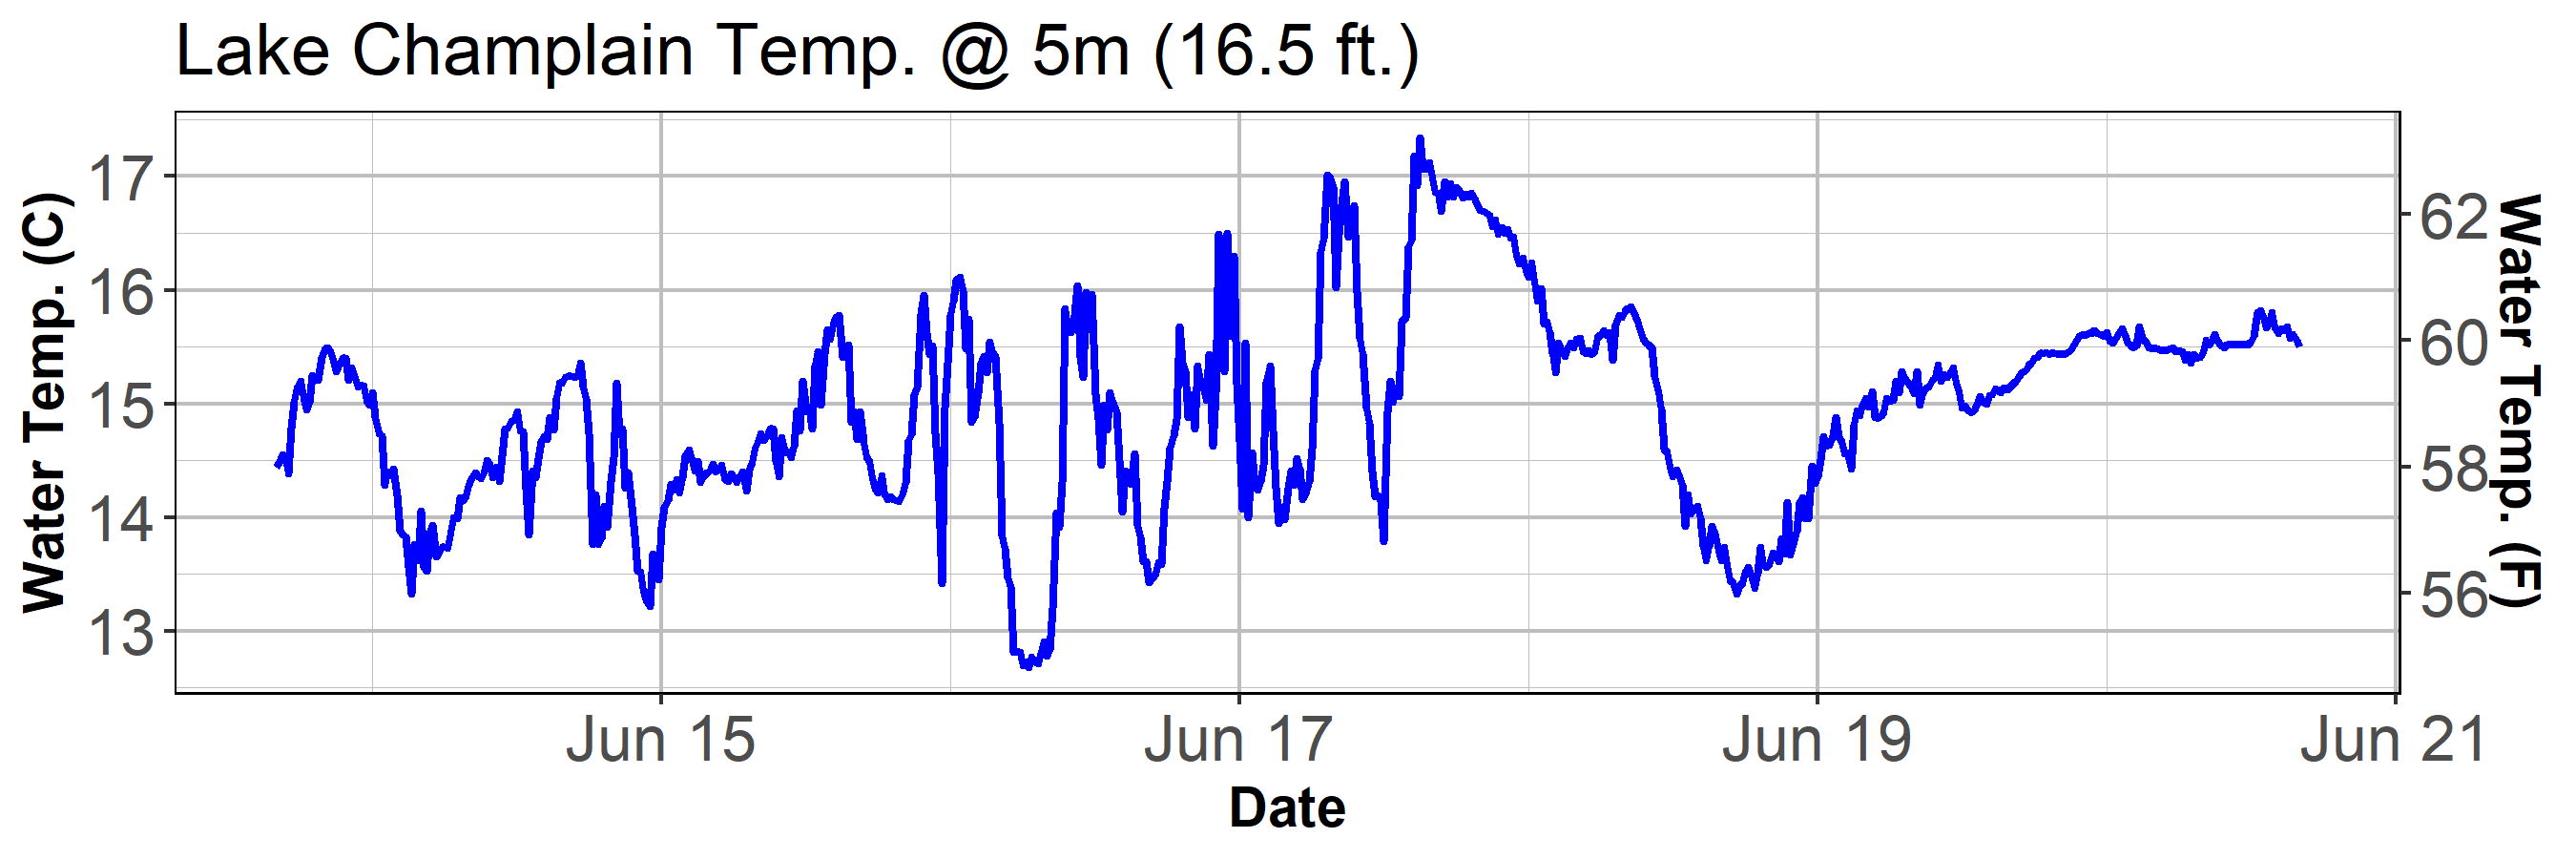 Lake Champlain Temp. @ 5m (16.5 ft.)
Water Temp. (C)
17
16
15
14
13
62
60
58
56
Water Temp. (F)
Jun 15
Jun 17
Jun 19
Jun 21
Date